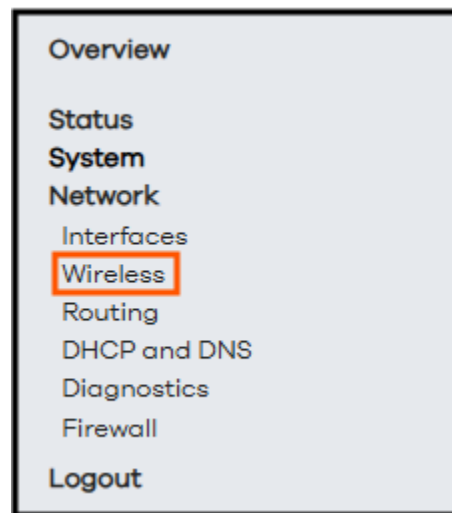 Overview
Status
System
Network
Interfaces
Wireless
Routing
DHCP and DNS
Diagnostics
Firewall
Logout